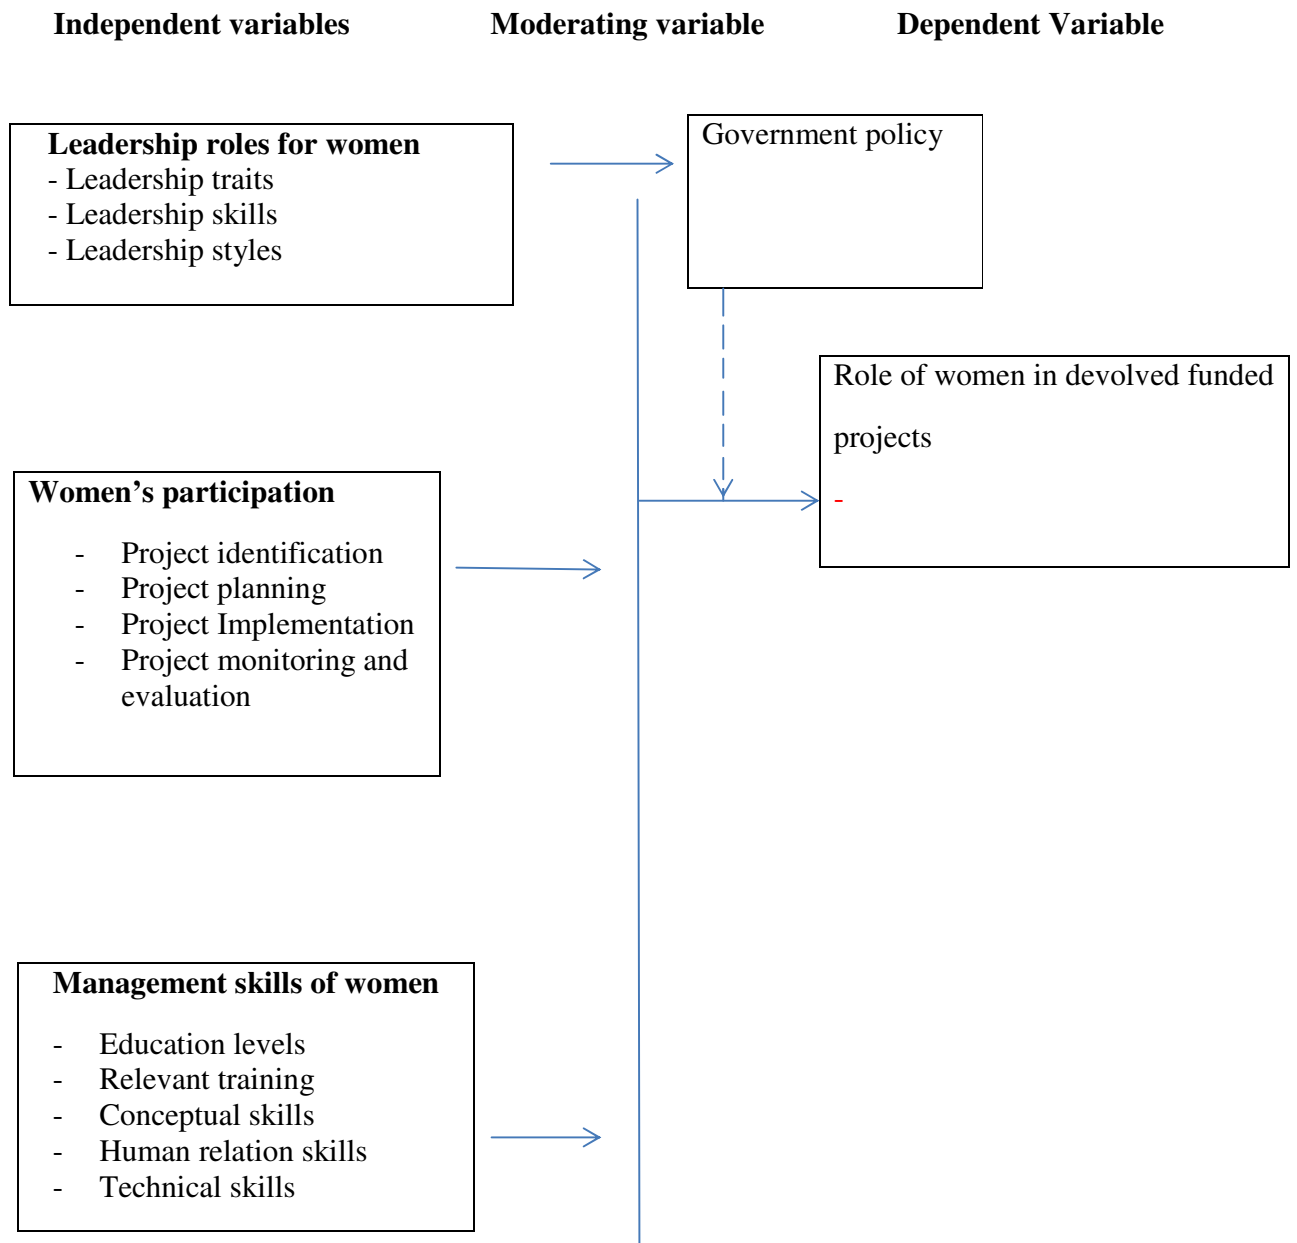 Independent variables
Moderating variable
Dependent Variable
Leadership roles for women
- Leadership traits
- Leadership skills
- Leadership styles
Government policy
Role of women in devolved funded
projects
-
Women’s participation
- Project identification
- Project planning
- Project Implementation
- Project monitoring and
evaluation
Management skills of women
- Education levels
- Relevant training
- Conceptual skills
- Human relation skills
- Technical skills